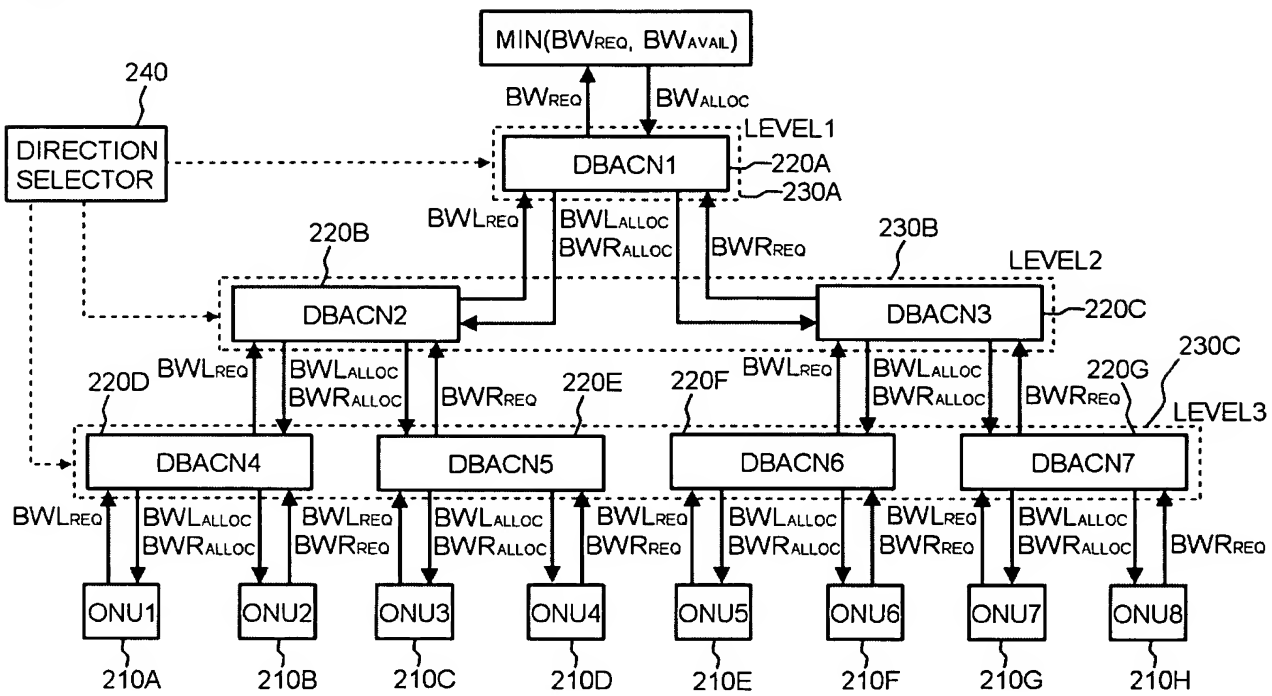 MIN(BWREQ, BWAVAIL)
240
BWREQ
BWALLOC
LEVEL1
DIRECTION
SELECTOR
DBACN1
220A
230A
BWLREQ
BWLALLOC
BWRALLOC
BWRREQ
220B
230B
LEVEL2
DBACN2
DBACN3
220C
230C
220D
BWLREQ
BWLALLOC
BWRALLOC
BWRREQ
220E
220F
BWLREQ
BWLALLOC
BWRALLOC
BWRREQ
220G
LEVEL3
DBACN4
DBACN5
DBACN6
DBACN7
BWLREQ
BWLALLOC
BWRALLOC
BWLREQ
BWRREQ
BWLALLOC
BWRALLOC
BWLREQ
BWRREQ
BWLALLOC
BWRALLOC
BWLREQ
BWRREQ
BWLALLOC
BWRALLOC
BWRREQ
ONU1
ONU2
ONU3
ONU4
ONU5
ONU6
ONU7
ONU8
210A
210B
210C
210D
210E
210F
210G
210H